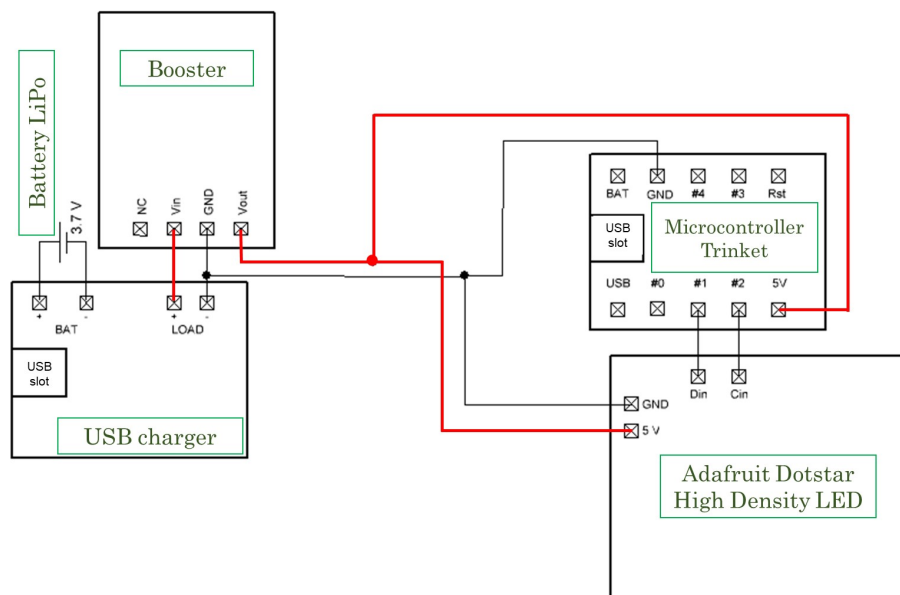 Booster
Battery LiPo
3.7 V
NC
Vin
GND
Vout
+
-
BAT
+
-
LOAD
USB
slot
USB charger
BAT
GND
#4
#3
Rst
USB
slot
Microcontroller
Trinket
USB
#0
#1
#2
5V
Din
Cin
GND
5 V
Adafruit Dotstar
High Density LED